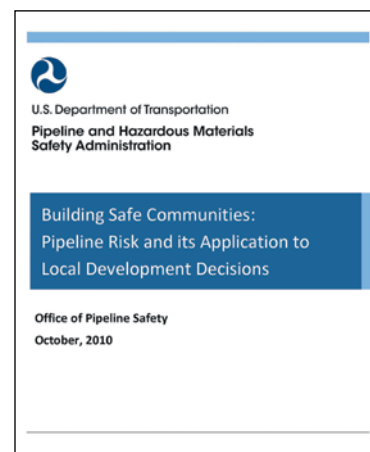 U.S. Department of Transportation
Pipeline and Hazardous Materials
Safety Administration
Building Safe Communities:
Pipeline Risk and its Application to
Local Development Decisions
Office of Pipeline Safety
October, 2010